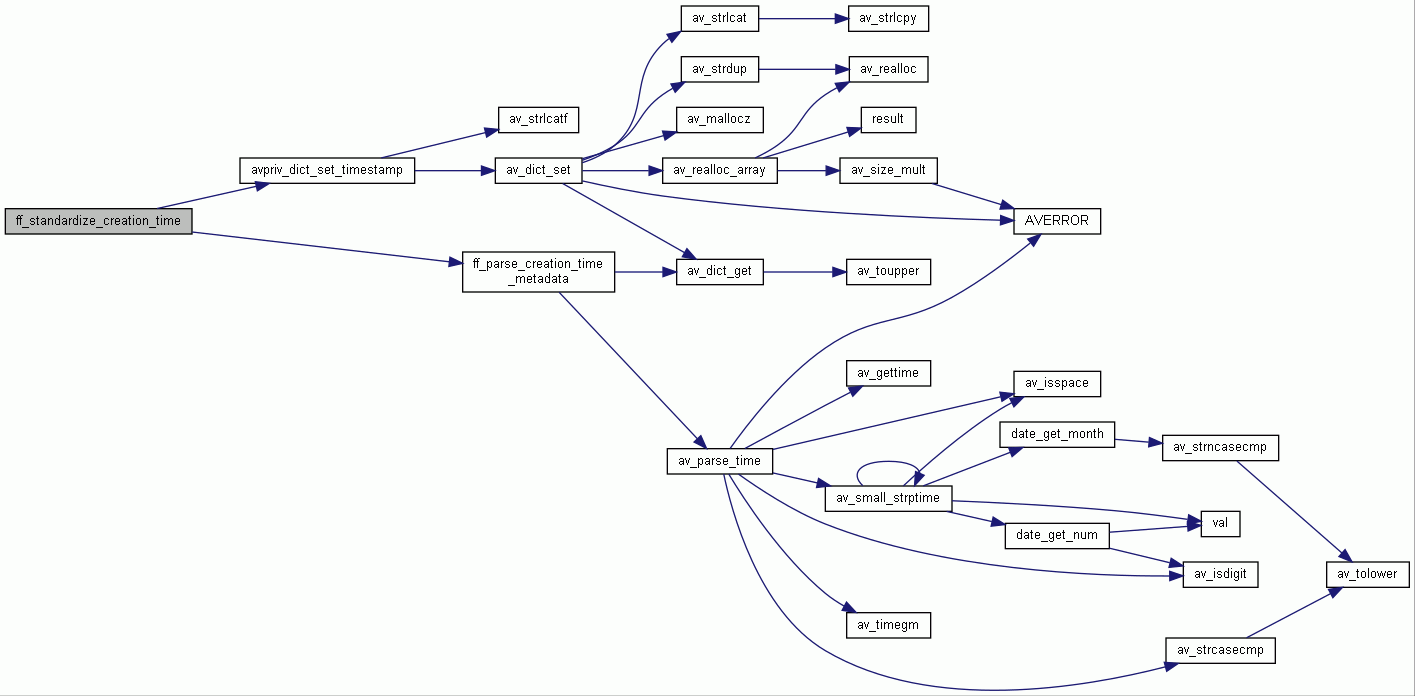 av_strlcat
av_strlcpy
av_strdup
av_realloc
av_strlcatf
av_mallocz
result
avpriv_dict_set_timestamp
av_dict_set
av_realloc_array
av_size_mult
ff_standardize_creation_time
AVERROR
ff_parse_creation_time
_metadata
av_dict_get
av_toupper
av_gettime
av_isspace
date_get_month
av_strncasecmp
av_parse_time
av_small_strptime
val
date_get_num
av_isdigit
av_tolower
av_timegm
av_strcasecmp